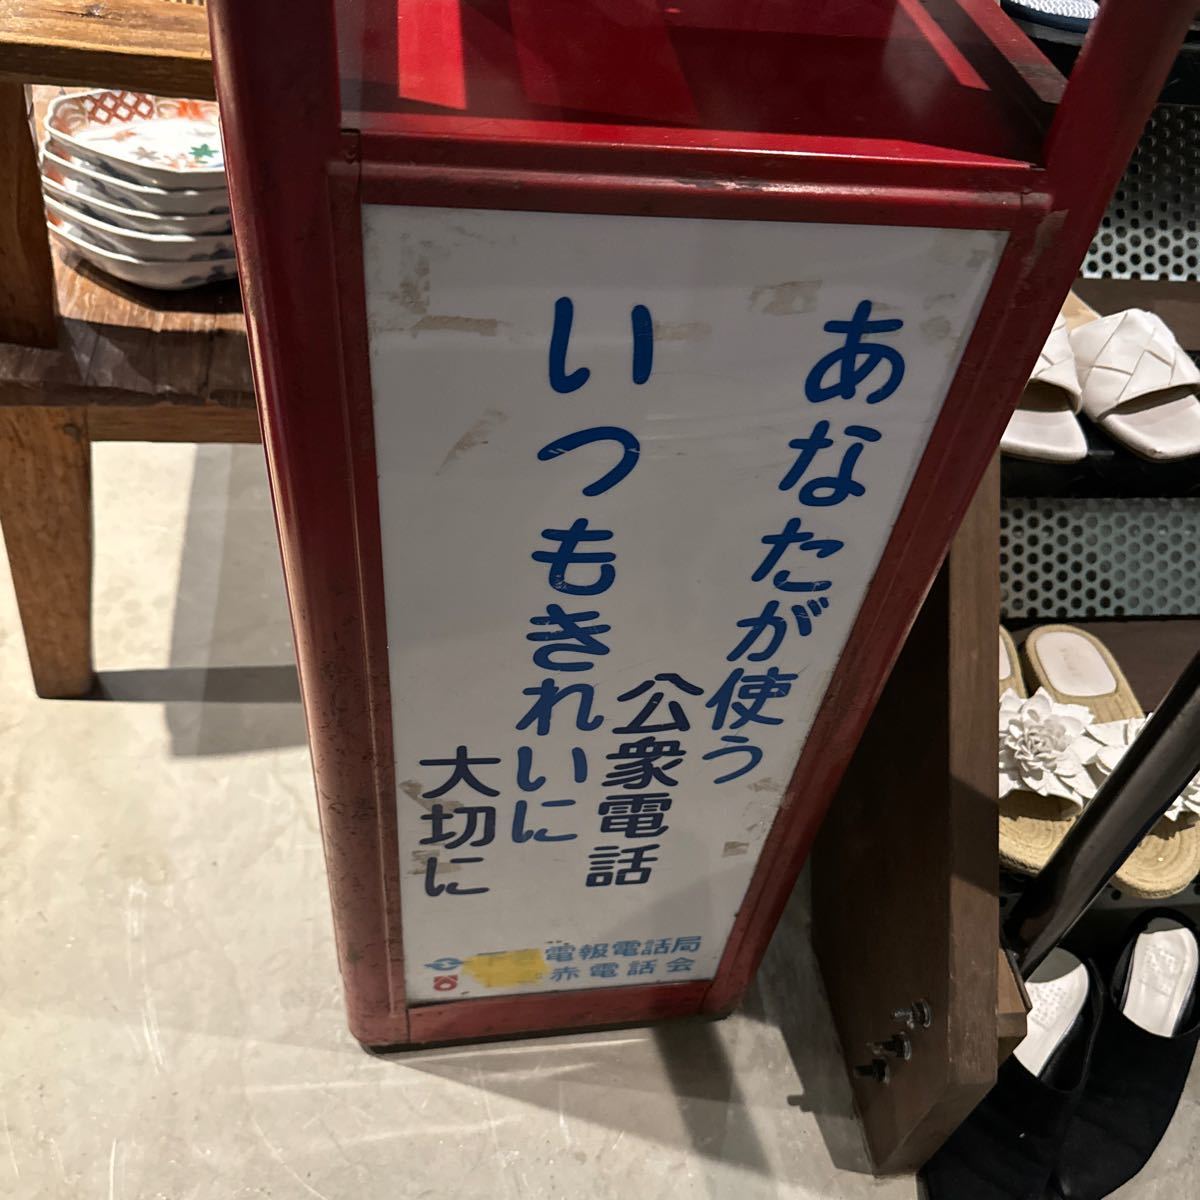 あなたが使う
公衆電話
いつもきれいに
大切に
電報電話局
赤電話会